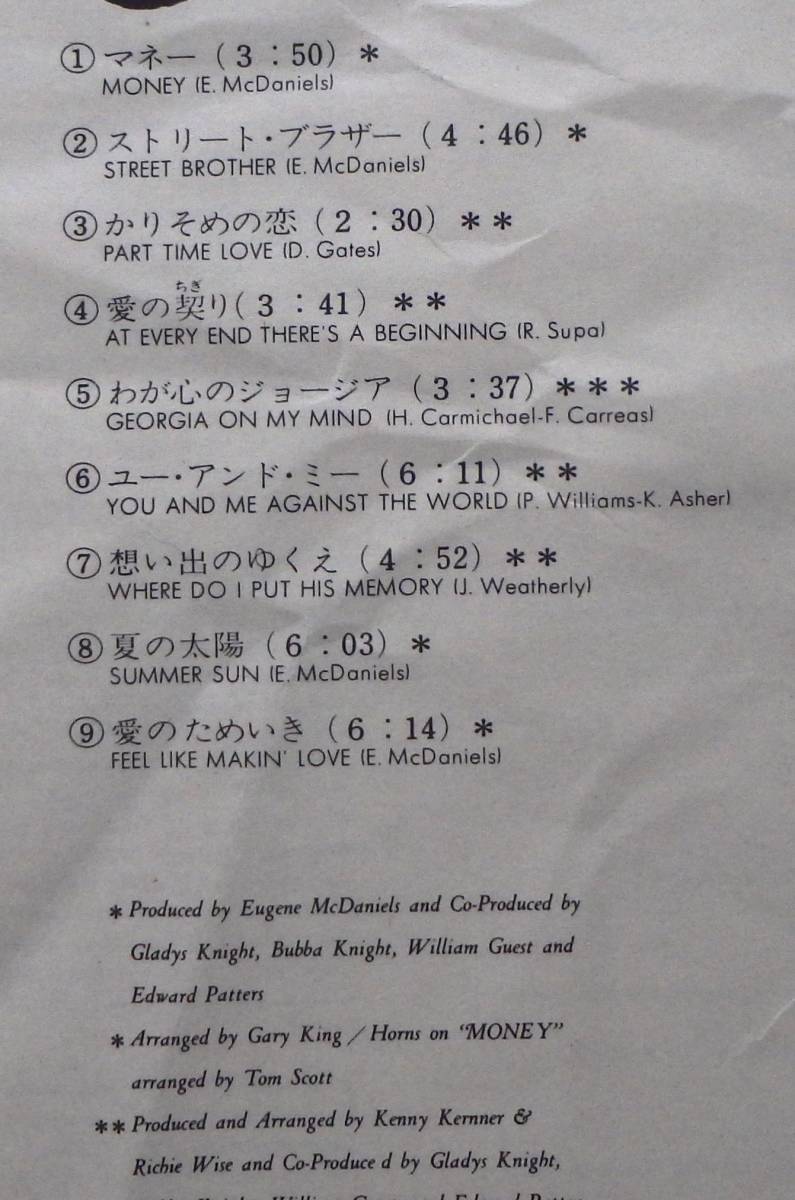 ① マネー (3:50) *
MONEY (E. McDaniels)
② ストリート・ブラザー (4:46) *
STREET BROTHER (E. McDaniels)
③ かりそめの恋 (2:30) **
PART TIME LOVE (D. Gates)
ちぎ
④ 愛の契り (3:41) **
AT EVERY END THERE'S A BEGINNING (R. Supa)
⑤ わが心のジョージア (3:37) ***
GEORGIA ON MY MIND (H. Carmichael-F. Carreas)
⑥ ユー・アンド・ミー (6:11) **
YOU AND ME AGAINST THE WORLD (P. Williams-K. Asher)
⑦ 想い出のゆくえ (4:52) **
WHERE DO I PUT HIS MEMORY (J. Weatherly)
⑧ 夏の太陽 (6:03) *
SUMMER SUN (E. McDaniels)
⑨ 愛のためいき (6:14) *
FEEL LIKE MAKIN' LOVE (E. McDaniels)
* Produced by Eugene McDaniels and Co-Produced by
Gladys Knight, Bubba Knight, William Guest and
Edward Patters
* Arranged by Gary King / Horns on "MONEY"
arranged by Tom Scott
** Produced and Arranged by Kenny Kernner &
Richie Wise and Co-Produce d by Gladys Knight,